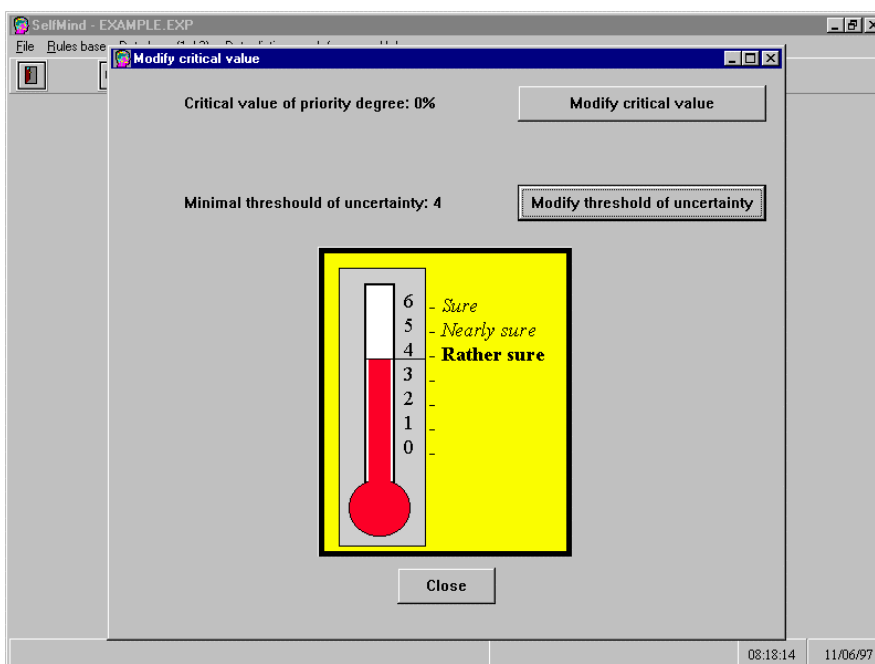 SelfMind - EXAMPLE.EXP
File Rules base
Modify critical value
Critical value of priority degree: 0% Modify critical value
Minimal threshould of uncertainty: 4 Modify threshold of uncertainty
6 - Sure
5 - Nearly sure
4 - Rather sure
3 -
2 -
1 -
0 -
Close
08:18:14 11/06/97